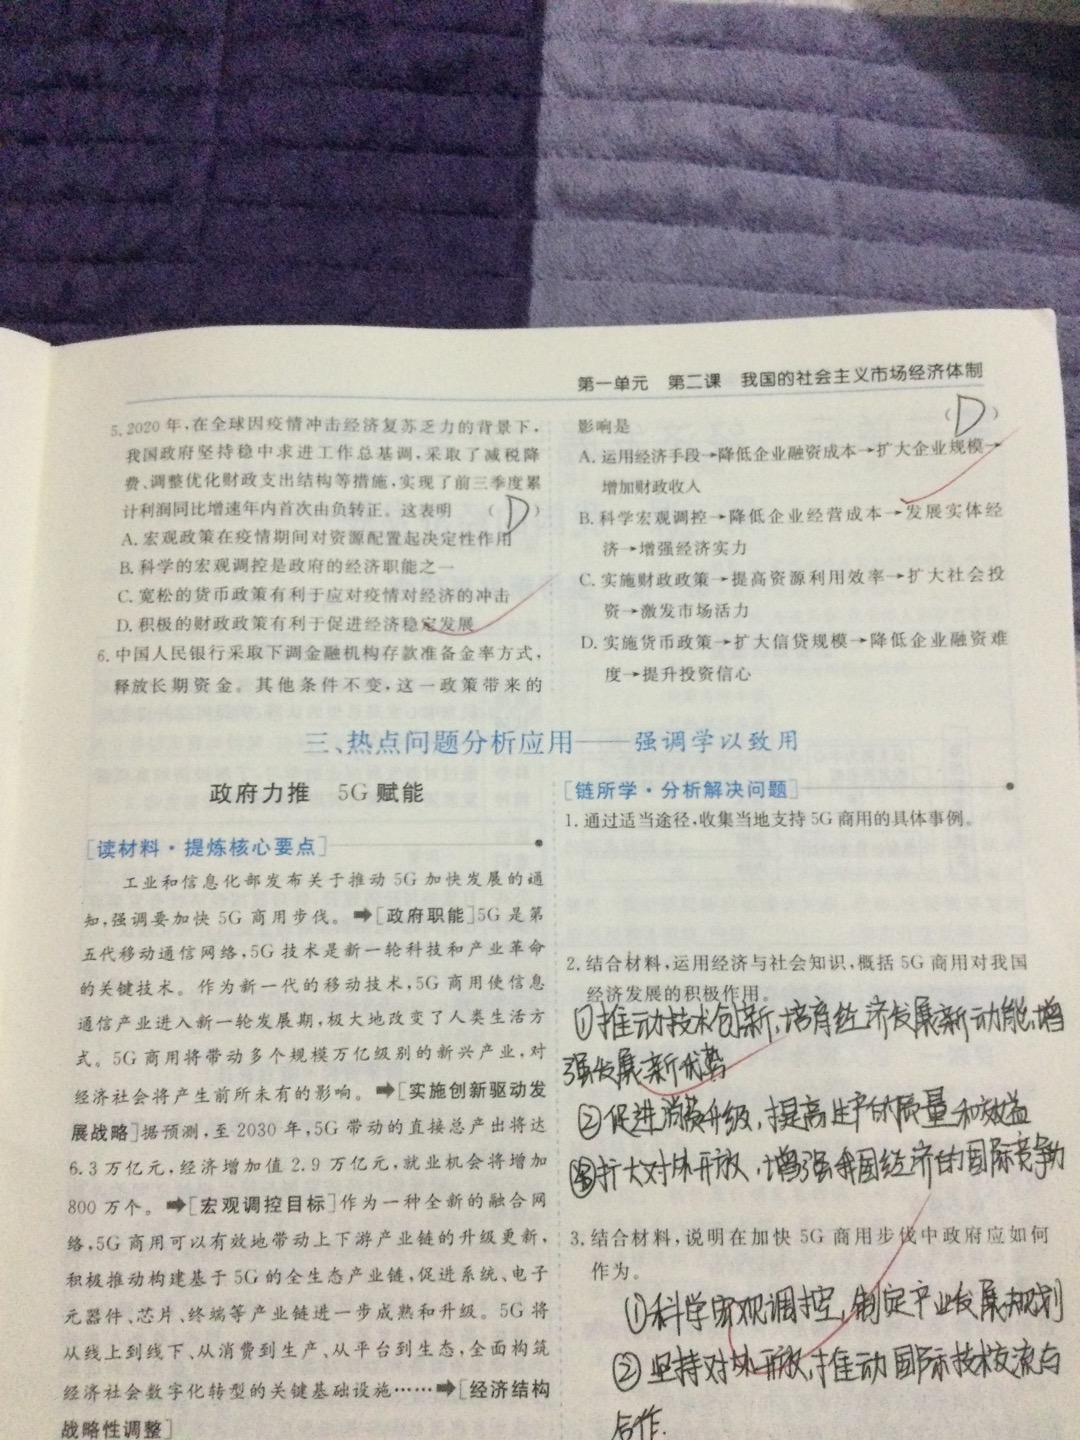 第一单元 第二课 我国的社会主义市场经济体制
5.2020年,在全球因疫情冲击经济复苏乏力的背景下,
我国政府坚持稳中求进工作总基调,采取了减税降
费、调整优化财政支出结构等措施,实现了前三季度累
计利润同比增速年内首次由负转正。这表明 (D)
A.宏观政策在疫情期间对资源配置起决定性作用
B.科学的宏观调控是政府的经济职能之一
C.宽松的货币政策有利于应对疫情对经济的冲击
D.积极的财政政策有利于促进经济稳定发展
6.中国人民银行采取下调金融机构存款准备金率方式,
释放长期资金。其他条件不变,这一政策带来的
影响是 (D)
A.运用经济手段→降低企业融资成本→扩大企业规模→
增加财政收入
B.科学宏观调控→降低企业经营成本→发展实体经
济→增强经济实力
C.实施财政政策→提高资源利用效率→扩大社会投
资→激发市场活力
D.实施货币政策→扩大信贷规模→降低企业融资难
度→提升投资信心
三、热点问题分析应用——强调学以致用
政府力推 5G赋能
[读材料·提炼核心要点]
工业和信息化部发布关于推动5G加快发展的通
知,强调要加快5G商用步伐。➡[政府职能]5G是第
五代移动通信网络,5G技术是新一轮科技和产业革命
的关键技术。作为新一代的移动技术,5G商用使信息
通信产业进入新一轮发展期,极大地改变了人类生活方
式。5G商用将带动多个规模万亿级别的新兴产业,对
经济社会将产生前所未有的影响。➡[实施创新驱动发
展战略]据预测,至2030年,5G带动的直接总产出将达
6.3万亿元,经济增加值2.9万亿元,就业机会将增加
800万个。➡[宏观调控目标]作为一种全新的融合网
络,5G商用可以有效地带动上下游产业链的升级更新,
积极推动构建基于5G的全生态产业链,促进系统、电子
元器件、芯片、终端等产业链进一步成熟和升级。5G将
从线上到线下、从消费到生产、从平台到生态,全面构筑
经济社会数字化转型的关键基础设施……➡[经济结构
战略性调整]
[链所学·分析解决问题]
1.通过适当途径,收集当地支持5G商用的具体事例。
2.结合材料,运用经济与社会知识,概括5G商用对我国
经济发展的积极作用。
①推动技术创新,培育经济发展新动能,增
强发展新优势
②促进消费升级,提高生产的质量和效益
④扩大对外开放,增强我国经济的国际竞争力
3.结合材料,说明在加快5G商用步伐中政府应如何
作为。
①科学宏观调控,制定产业发展规划
②坚持对外开放,推动国际技术交流与
合作.